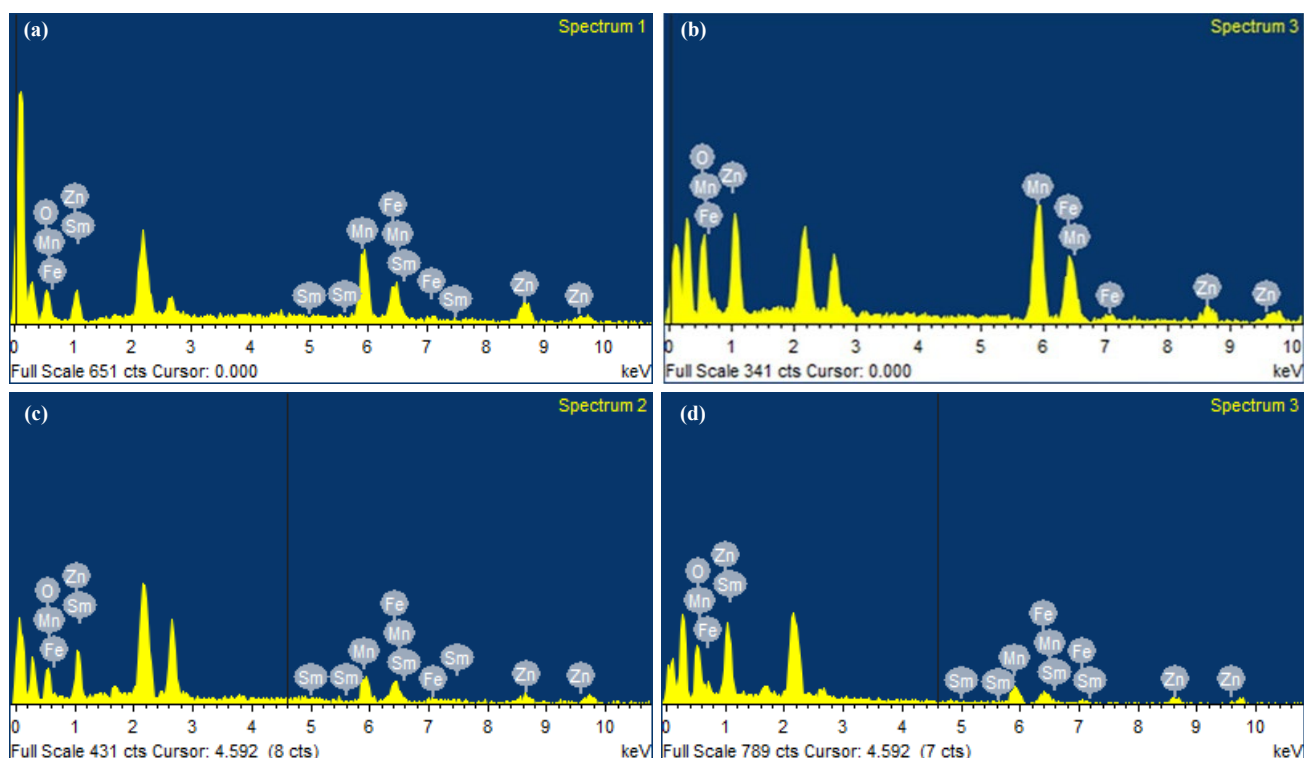 (a) Spectrum 1
Zn
O Sm
Mn
Fe
Fe
Mn Mn
Sm
Sm Sm Fe Sm
Zn Zn
0 1 2 3 4 5 6 7 8 9 10
Full Scale 651 cts Cursor: 0.000 keV
(b) Spectrum 3
O
Mn Zn
Fe
Mn
Fe
Mn
Fe
Zn Zn
0 1 2 3 4 5 6 7 8 9 10
Full Scale 341 cts Cursor: 0.000 keV
(c) Spectrum 2
Zn
O Sm
Mn
Fe
Fe
Mn Mn
Sm Sm
Sm Sm Fe
Zn Zn
0 1 2 3 4 5 6 7 8 9 10
Full Scale 431 cts Cursor: 4.592 (8 cts) keV
(d) Spectrum 3
Zn
O Sm
Mn
Fe
Fe
Mn Mn Fe
Sm
Sm Sm Sm
Zn Zn
0 1 2 3 4 5 6 7 8 9 10
Full Scale 789 cts Cursor: 4.592 (7 cts) keV